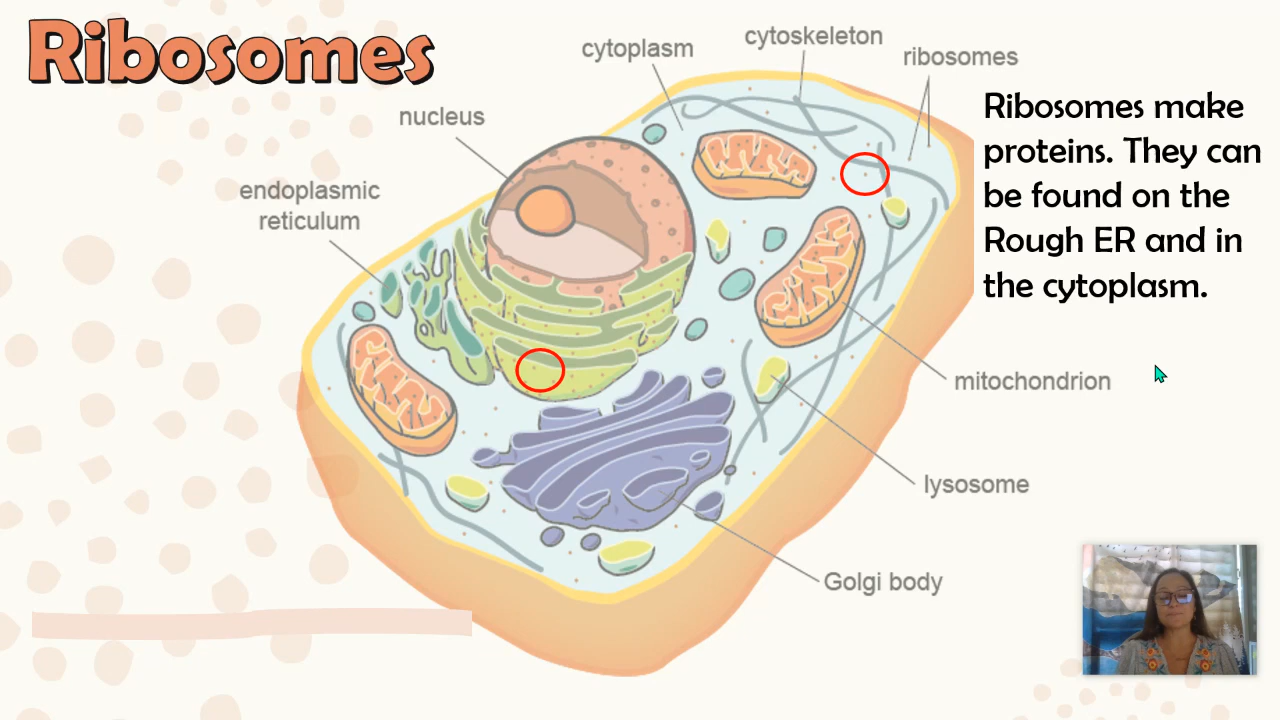 Ribosomes
cytoplasm
cytoskeleton
ribosomes
nucleus
endoplasmic
reticulum
Ribosomes make
proteins. They can
be found on the
Rough ER and in
the cytoplasm.
mitochondrion
lysosome
Golgi body